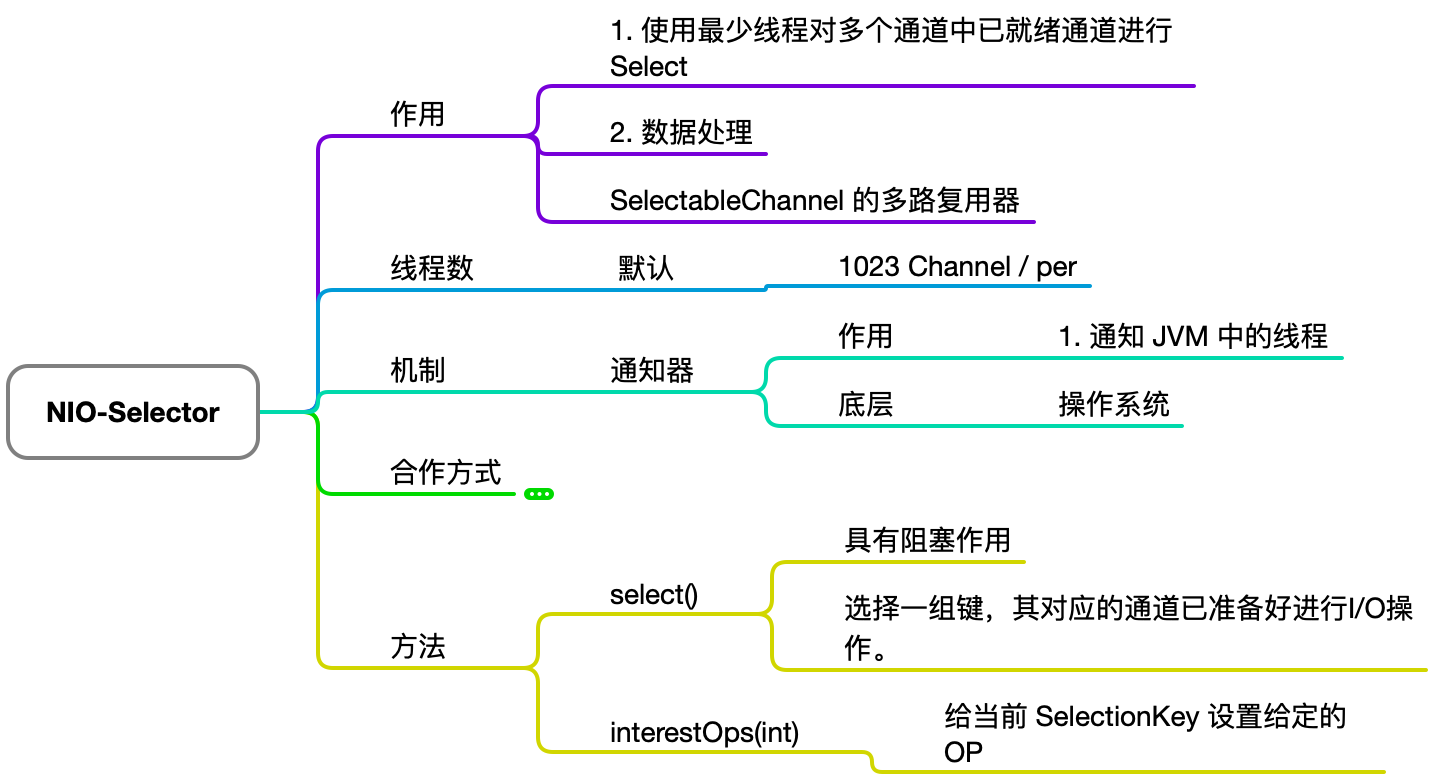 NIO-Selector
作用
1. 使用最少线程对多个通道中已就绪通道进行
Select
2. 数据处理
SelectableChannel 的多路复用器
线程数
默认
1023 Channel / per
机制
通知器
作用
1. 通知 JVM 中的线程
底层
操作系统
合作方式
方法
select()
具有阻塞作用
选择一组键，其对应的通道已准备好进行I/O操
作。
interestOps(int)
给当前 SelectionKey 设置给定的
OP